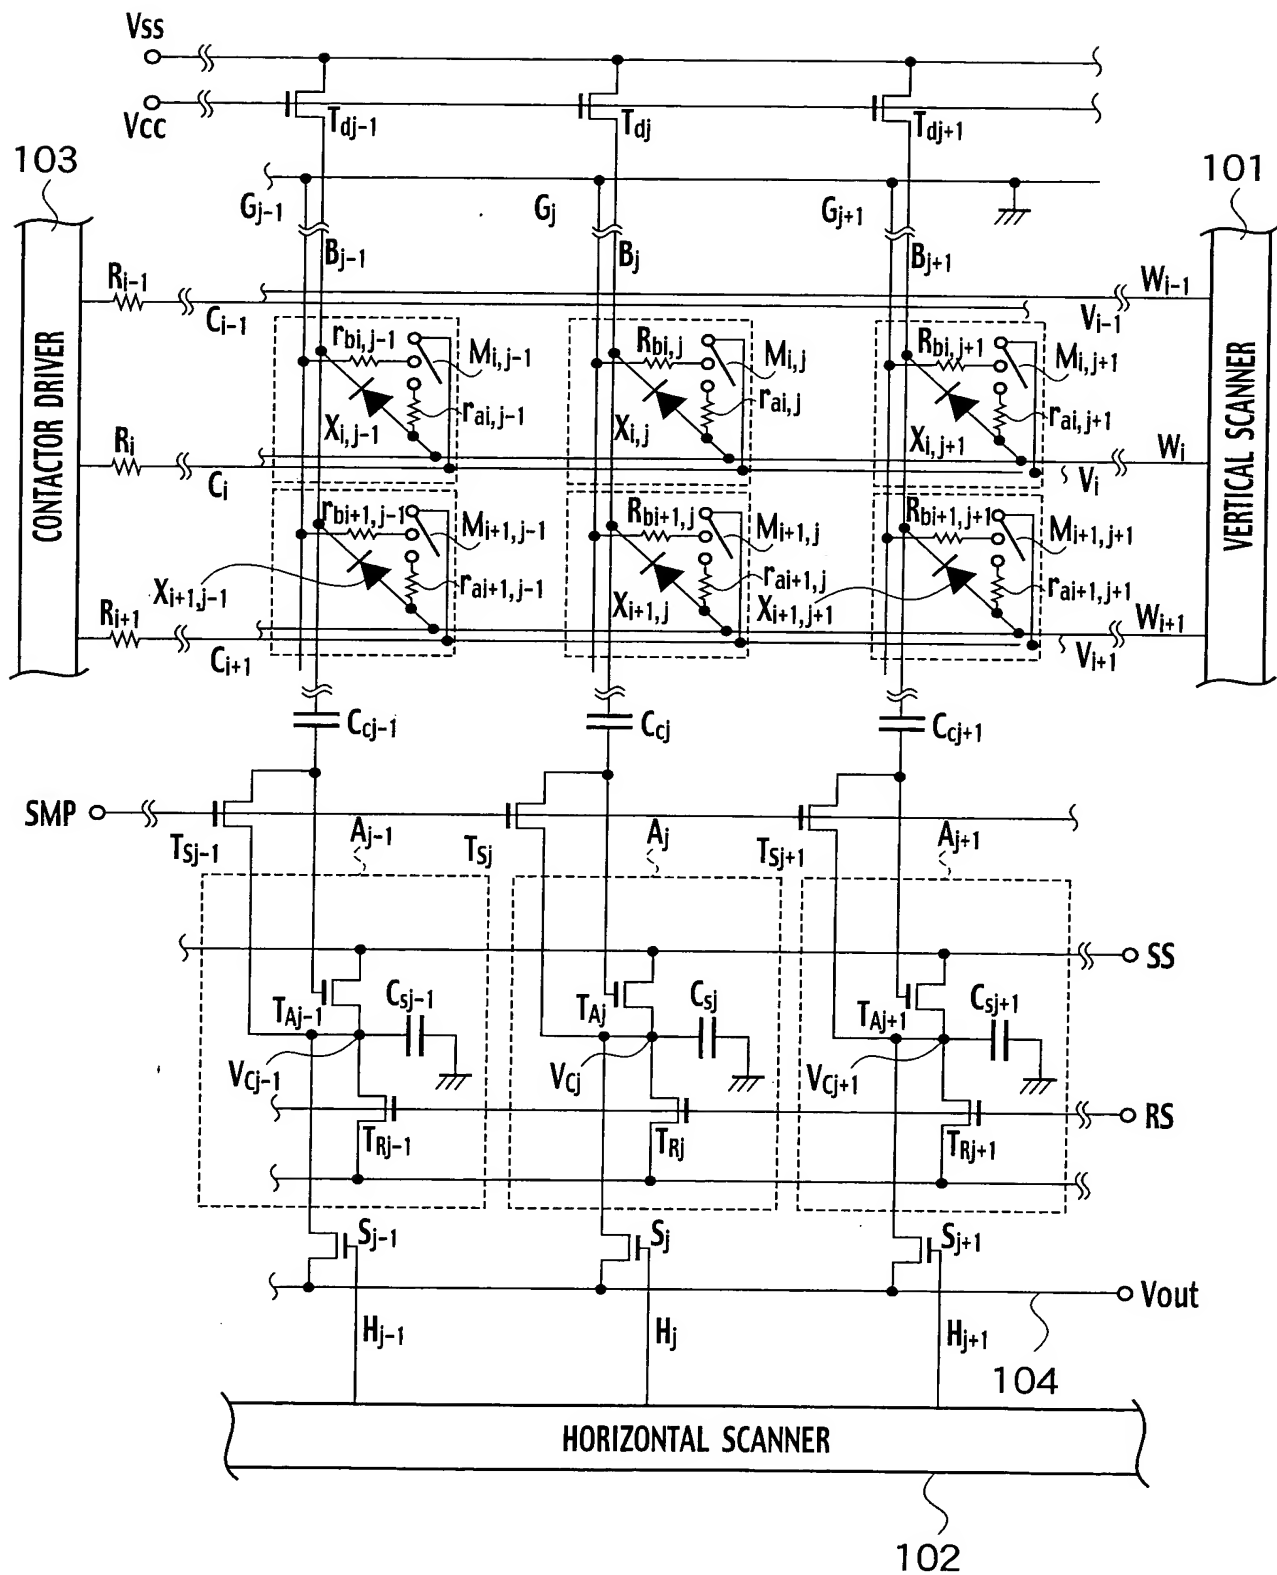 Vss
Vcc
Tdj-1 Tdj Tdj+1
103 101
Gj-1 Gj Gj+1
Bj-1 Bj Bj+1
Ri-1 Wi-1
Ci-1 Vi-1
rbi,j-1 Mi,j-1 Rbi,j Mi,j Rbi,j+1 Mi,j+1
Xi,j-1 rai,j-1 Xi,j rai,j Xi,j+1 rai,j+1
CONTACTOR DRIVER
VERTICAL SCANNER
Ri Wi
Ci Vi
rbi+1,j-1 Mi+1,j-1 Rbi+1,j Mi+1,j Rbi+1,j+1 Mi+1,j+1
Xi+1,j-1 rai+1,j-1 Xi+1,j rai+1,j Xi+1,j+1 rai+1,j+1
Ri+1 Wi+1
Ci+1 Vi+1
Ccj-1 Ccj Ccj+1
SMP
TSj-1 Aj-1 TSj Aj TSj+1 Aj+1
SS
TAj-1 Csj-1 TAj Csj TAj+1 Csj+1
VCj-1 VCj VCj+1
RS
TRj-1 TRj TRj+1
Sj-1 Sj Sj+1
Vout
Hj-1 Hj Hj+1
104
HORIZONTAL SCANNER
102